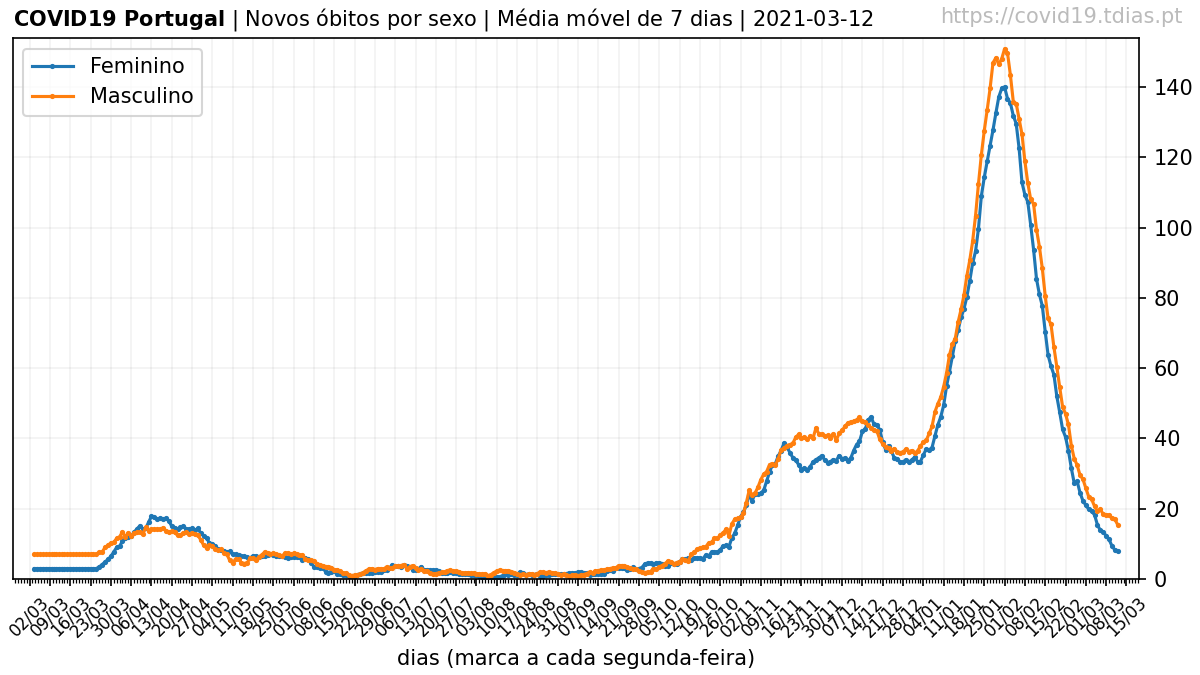 COVID19 Portugal | Novos óbitos por sexo | Média móvel de 7 dias | 2021-03-12
https://covid19.tdias.pt
Feminino
Masculino
140
120
100
80
60
40
20
0
02/03 09/03 16/03 23/03 30/03 06/04 13/04 20/04 27/04 04/05 11/05 18/05 25/05 01/06 08/06 15/06 22/06 29/06 06/07 13/07 20/07 27/07 03/08 10/08 17/08 24/08 31/08 07/09 14/09 21/09 28/09 05/10 12/10 19/10 26/10 02/11 09/11 16/11 23/11 30/11 07/12 14/12 21/12 28/12 04/01 11/01 18/01 25/01 01/02 08/02 15/02 22/02 01/03 08/03 15/03
dias (marca a cada segunda-feira)